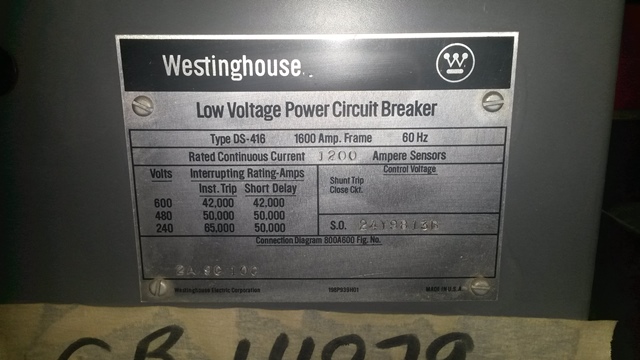 Westinghouse
W
Low Voltage Power Circuit Breaker
Type DS-416 1600 Amp. Frame 60 Hz
Rated Continuous Current 1200 Ampere Sensors
Volts Interrupting Rating-Amps
Inst. Trip Short Delay
600 42,000 42,000
480 50,000 50,000
240 65,000 50,000
Control Voltage
Shunt Trip
Close Ckt.
S.O.
Connection Diagram 800A600 Fig. No.
Westinghouse Electric Corporation MADE IN U.S.A.